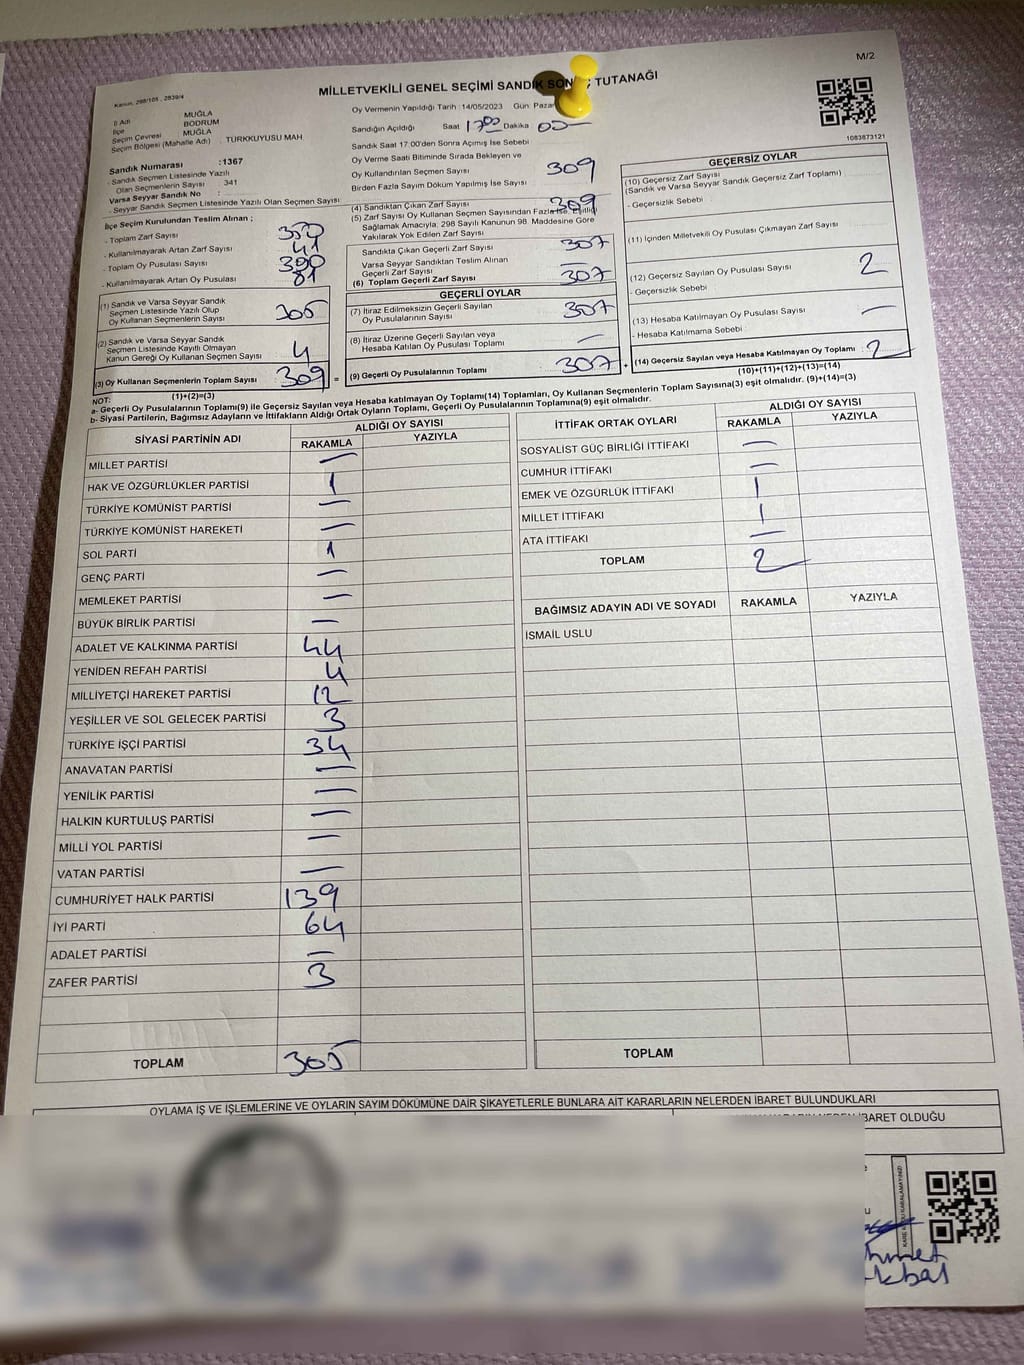 M/2
MİLLETVEKİLİ GENEL SEÇİMİ SANDIK SON TUTANAĞI
Kanun, 298/105 , 2839/4
İl Adı MUĞLA
İlçe BODRUM
Seçim Çevresi MUĞLA
Seçim Bölgesi (Mahalle Adı) : TÜRKKUYUSU MAH
Sandık Numarası :1367
- Sandık Seçmen Listesinde Yazılı
Olan Seçmenlerin Sayısı : 341
Varsa Seyyar Sandık No :
- Seyyar Sandık Seçmen Listesinde Yazılı Olan Seçmen Sayısı :
İlçe Seçim Kurulundan Teslim Alınan ;
- Toplam Zarf Sayısı 350
- Kullanılmayarak Artan Zarf Sayısı 41
- Toplam Oy Pusulası Sayısı 390
- Kullanılmayarak Artan Oy Pusulası 81
(1) Sandık ve Varsa Seyyar Sandık
Seçmen Listesinde Yazılı Olup
Oy Kullanan Seçmenlerin Sayısı 305
(2) Sandık ve Varsa Seyyar Sandık
Seçmen Listesinde Kayıtlı Olmayan
Kanun Gereği Oy Kullanan Seçmen Sayısı 4
(3) Oy Kullanan Seçmenlerin Toplam Sayısı 309 =
(1)+(2)=(3)
Oy Vermenin Yapıldığı Tarih :14/05/2023 Gün: Pazar
Sandığın Açıldığı Saat 17:00 Dakika 00
Sandık Saat 17.00'den Sonra Açılmış İse Sebebi
Oy Verme Saati Bitiminde Sırada Bekleyen ve
Oy Kullandırılan Seçmen Sayısı 309
Birden Fazla Sayım Döküm Yapılmış İse Sayısı
(4) Sandıktan Çıkan Zarf Sayısı 309
(5) Zarf Sayısı Oy Kullanan Seçmen Sayısından Fazla İse, Eşitliği
Sağlamak Amacıyla, 298 Sayılı Kanunun 98. Maddesine Göre
Yakılarak Yok Edilen Zarf Sayısı
Sandıkta Çıkan Geçerli Zarf Sayısı 307
Varsa Seyyar Sandıktan Teslim Alınan
Geçerli Zarf Sayısı —
(6) Toplam Geçerli Zarf Sayısı 307
GEÇERLİ OYLAR
(7) İtiraz Edilmeksizin Geçerli Sayılan
Oy Pusulalarının Sayısı 307
(8) İtiraz Üzerine Geçerli Sayılan veya
Hesaba Katılan Oy Pusulası Toplamı —
(9) Geçerli Oy Pusulalarının Toplamı 307 +
1083873121
GEÇERSİZ OYLAR
(10) Geçersiz Zarf Sayısı
(Sandık ve Varsa Seyyar Sandık Geçersiz Zarf Toplamı)
- Geçersizlik Sebebi
(11) İçinden Milletvekili Oy Pusulası Çıkmayan Zarf Sayısı
(12) Geçersiz Sayılan Oy Pusulası Sayısı 2
- Geçersizlik Sebebi :
(13) Hesaba Katılmayan Oy Pusulası Sayısı —
- Hesaba Katılmama Sebebi :
(14) Geçersiz Sayılan veya Hesaba Katılmayan Oy Toplamı 2
(10)+(11)+(12)+(13)=(14)
NOT:
a- Geçerli Oy Pusulalarının Toplamı(9) ile Geçersiz Sayılan veya Hesaba katılmayan Oy Toplamı(14) Toplamları, Oy Kullanan Seçmenlerin Toplam Sayısına(3) eşit olmalıdır. (9)+(14)=(3)
b- Siyasi Partilerin, Bağımsız Adayların ve İttifakların Aldığı Ortak Oyların Toplamı, Geçerli Oy Pusulalarının Toplamına(9) eşit olmalıdır.
SİYASİ PARTİNİN ADI ALDIĞI OY SAYISI
RAKAMLA YAZIYLA
MİLLET PARTİSİ —
HAK VE ÖZGÜRLÜKLER PARTİSİ 1
TÜRKİYE KOMÜNİST PARTİSİ —
TÜRKİYE KOMÜNİST HAREKETİ —
SOL PARTİ 1
GENÇ PARTİ —
MEMLEKET PARTİSİ —
BÜYÜK BİRLİK PARTİSİ —
ADALET VE KALKINMA PARTİSİ 44
YENİDEN REFAH PARTİSİ 4
MİLLİYETÇİ HAREKET PARTİSİ 12
YEŞİLLER VE SOL GELECEK PARTİSİ 3
TÜRKİYE İŞÇİ PARTİSİ 34
ANAVATAN PARTİSİ —
YENİLİK PARTİSİ —
HALKIN KURTULUŞ PARTİSİ —
MİLLİ YOL PARTİSİ —
VATAN PARTİSİ —
CUMHURİYET HALK PARTİSİ 139
İYİ PARTİ 64
ADALET PARTİSİ —
ZAFER PARTİSİ 3
TOPLAM 305
İTTİFAK ORTAK OYLARI ALDIĞI OY SAYISI
RAKAMLA YAZIYLA
SOSYALİST GÜÇ BİRLİĞİ İTTİFAKI —
CUMHUR İTTİFAKI —
EMEK VE ÖZGÜRLÜK İTTİFAKI 1
MİLLET İTTİFAKI 1
ATA İTTİFAKI —
TOPLAM 2
BAĞIMSIZ ADAYIN ADI VE SOYADI RAKAMLA YAZIYLA
İSMAİL USLU
TOPLAM
OYLAMA İŞ VE İŞLEMLERİNE VE OYLARIN SAYIM DÖKÜMÜNE DAİR ŞİKAYETLERLE BUNLARA AİT KARARLARIN NELERDEN İBARET BULUNDUKLARI
İBARET OLDUĞU